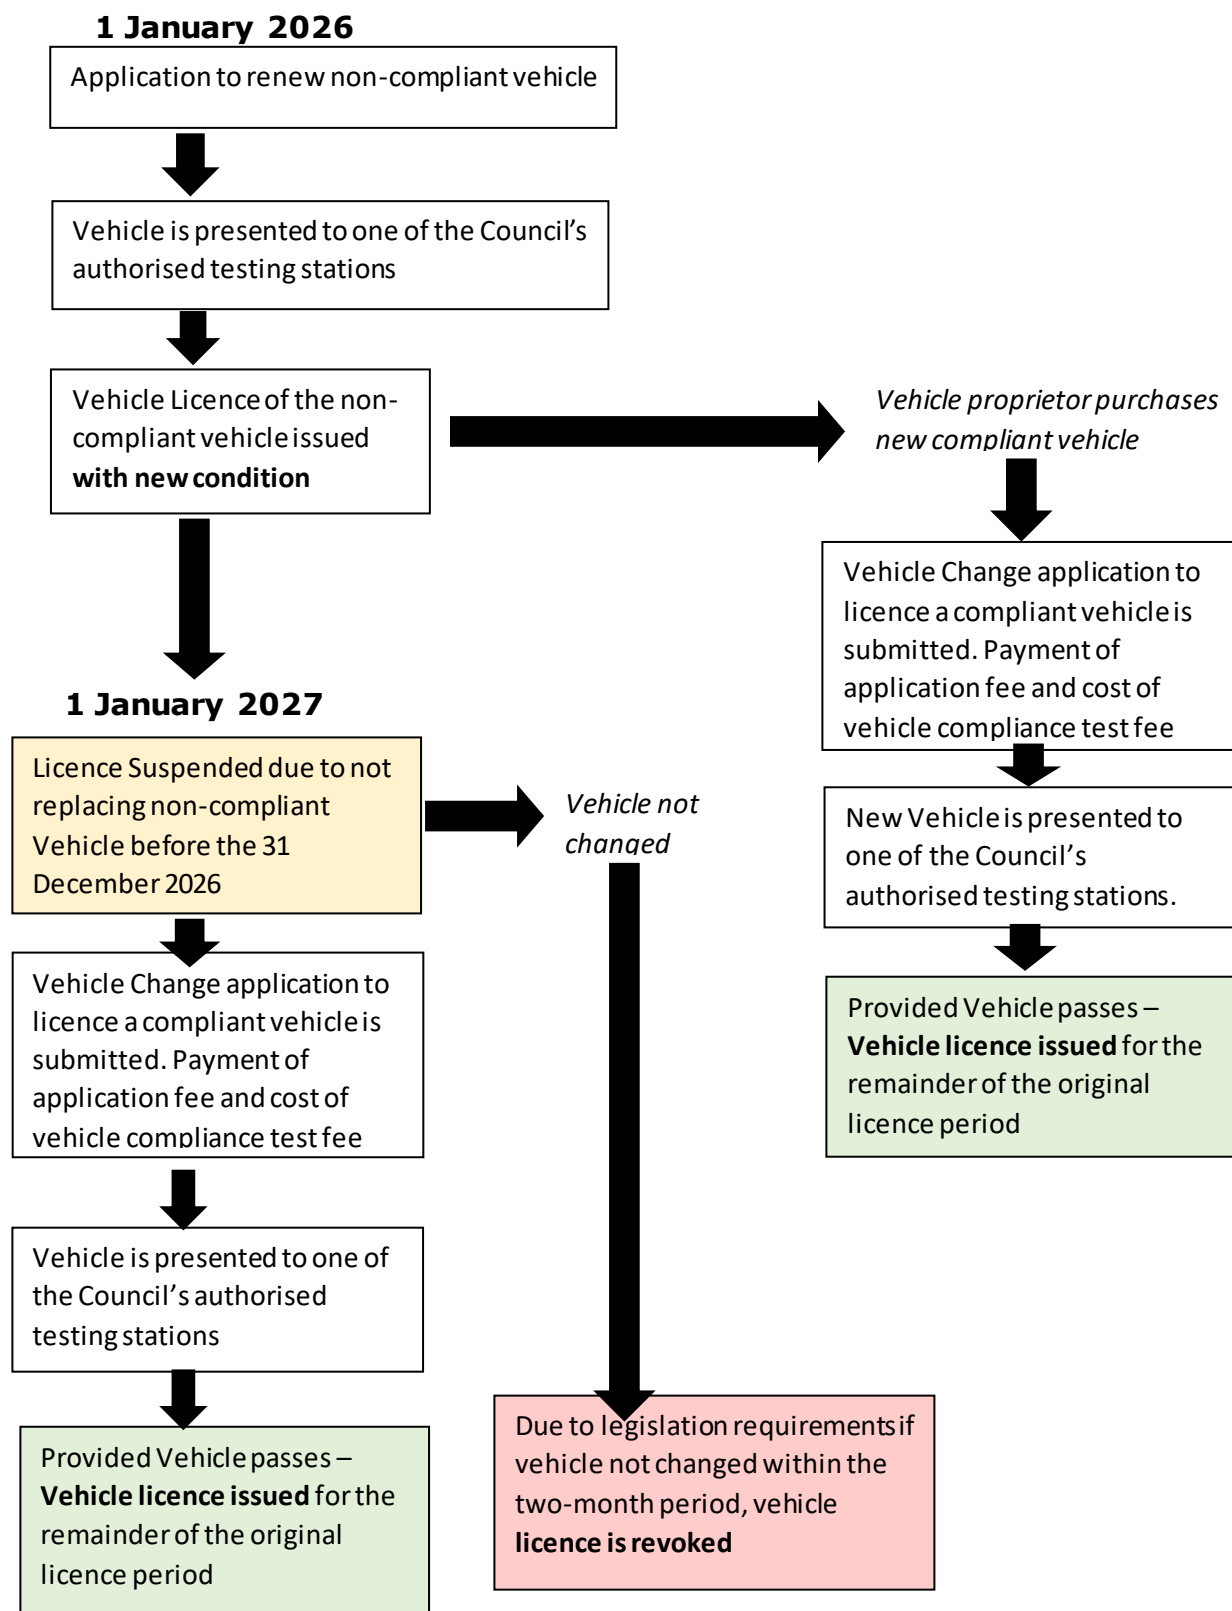 1 January 2026
Application to renew non-compliant vehicle
Vehicle is presented to one of the Council's
authorised testing stations
Vehicle Licence of the non-
compliant vehicle issued
with new condition
Vehicle proprietor purchases
new compliant vehicle
Vehicle Change application to
licence a compliant vehicle is
submitted. Payment of
application fee and cost of
vehicle compliance test fee
New Vehicle is presented to
one of the Council's
authorised testing stations.
Provided Vehicle passes –
Vehicle licence issued for the
remainder of the original
licence period
1 January 2027
Licence Suspended due to not
replacing non-compliant
Vehicle before the 31
December 2026
Vehicle not
changed
Vehicle Change application to
licence a compliant vehicle is
submitted. Payment of
application fee and cost of
vehicle compliance test fee
Vehicle is presented to one of
the Council's authorised
testing stations
Provided Vehicle passes –
Vehicle licence issued for the
remainder of the original
licence period
Due to legislation requirements if
vehicle not changed within the
two-month period, vehicle
licence is revoked